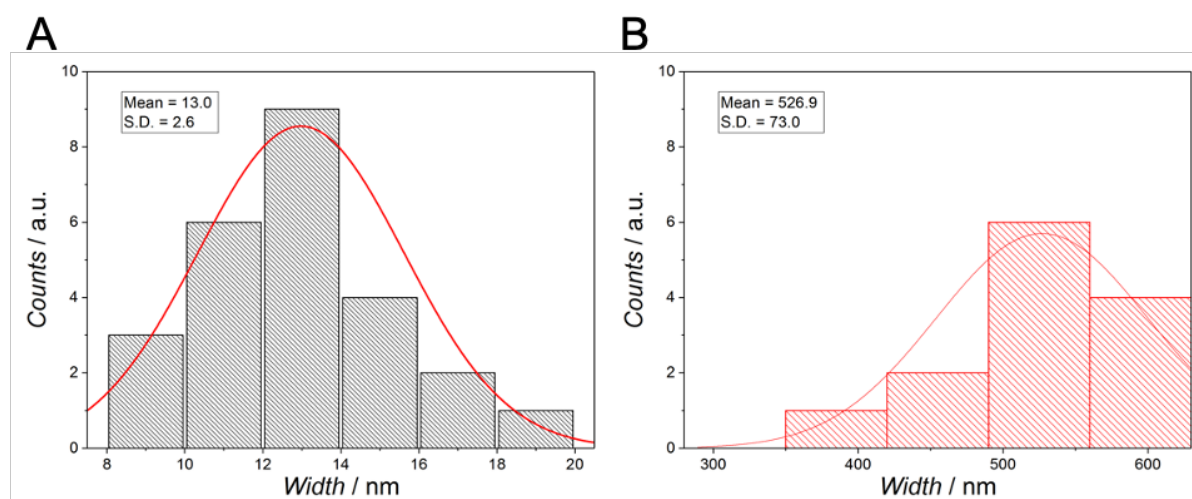 A
10
8
6
4
2
0
Counts / a.u.
Mean = 13.0
S.D. = 2.6
8 10 12 14 16 18 20
Width / nm
B
10
8
6
4
2
0
Counts / a.u.
Mean = 526.9
S.D. = 73.0
300 400 500 600
Width / nm